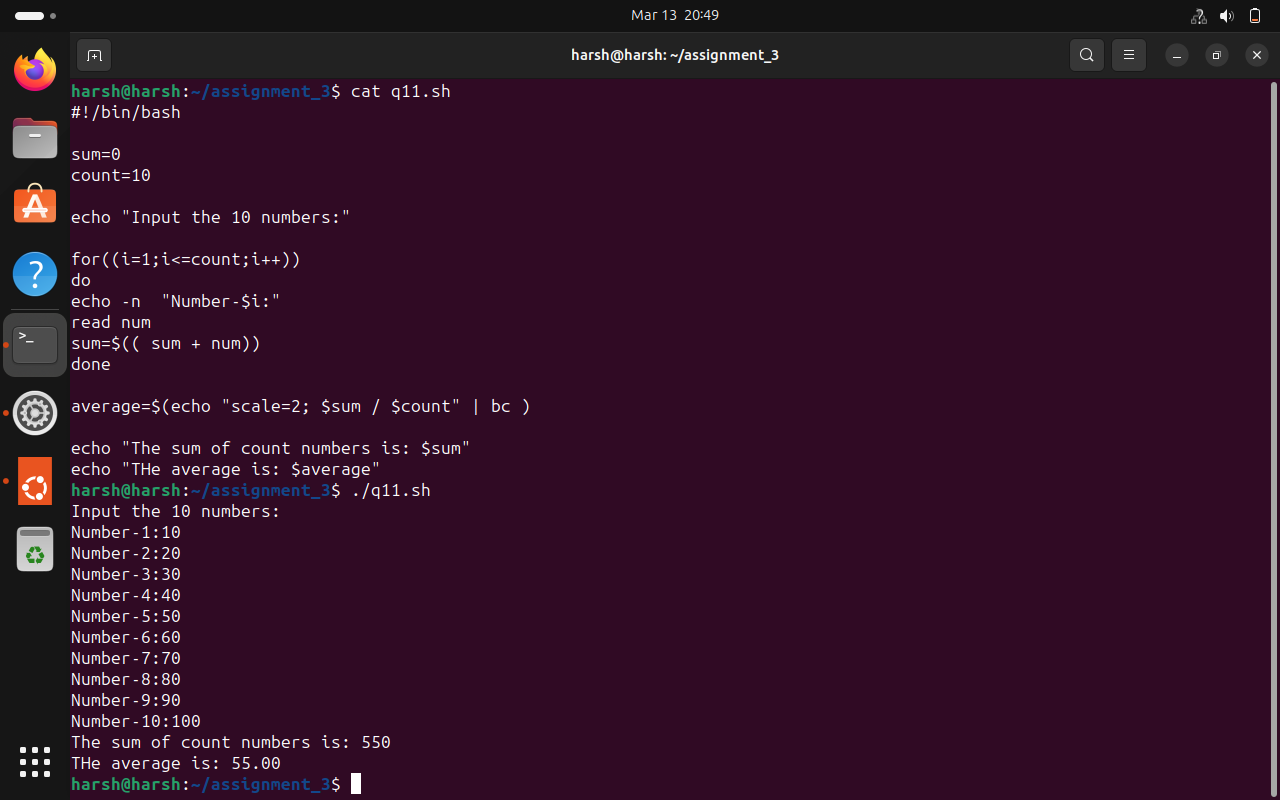 Mar 13 20:49
harsh@harsh: ~/assignment_3
harsh@harsh:~/assignment_3$ cat q11.sh
#!/bin/bash
sum=0
count=10
echo "Input the 10 numbers:"
for((i=1;i<=count;i++))
do
echo -n  "Number-$i:"
read num
sum=$(( sum + num))
done
average=$(echo "scale=2; $sum / $count" | bc )
echo "The sum of count numbers is: $sum"
echo "THe average is: $average"
harsh@harsh:~/assignment_3$ ./q11.sh
Input the 10 numbers:
Number-1:10
Number-2:20
Number-3:30
Number-4:40
Number-5:50
Number-6:60
Number-7:70
Number-8:80
Number-9:90
Number-10:100
The sum of count numbers is: 550
THe average is: 55.00
harsh@harsh:~/assignment_3$